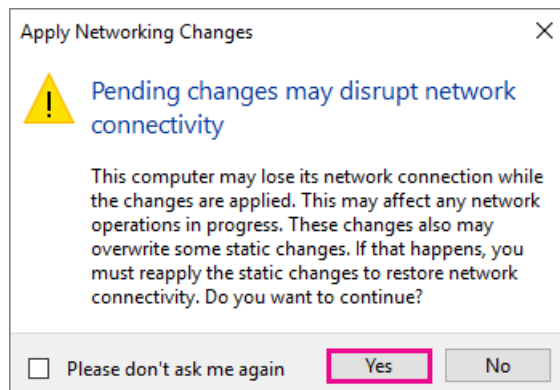 Apply Networking Changes
Pending changes may disrupt network
connectivity
This computer may lose its network connection while
the changes are applied. This may affect any network
operations in progress. These changes also may
overwrite some static changes. If that happens, you
must reapply the static changes to restore network
connectivity. Do you want to continue?
Please don't ask me again
Yes
No